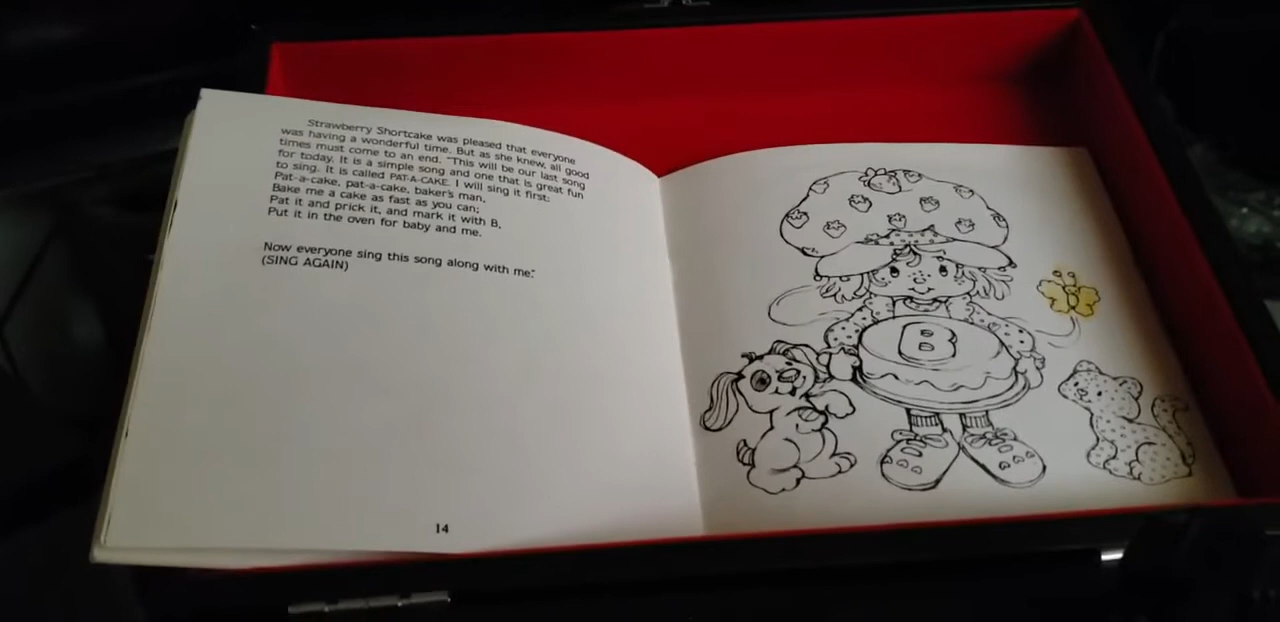 Strawberry Shortcake was pleased that everyone
was having a wonderful time. But as she knew, all good
times must come to an end. "This will be our last song
for today. It is a simple song and one that is great fun
to sing. It is called PAT-A-CAKE. I will sing it first:
Pat-a-cake, pat-a-cake, baker's man,
Bake me a cake as fast as you can;
Pat it and prick it, and mark it with B,
Put it in the oven for baby and me.
Now everyone sing this song along with me:"
(SING AGAIN)
14
B